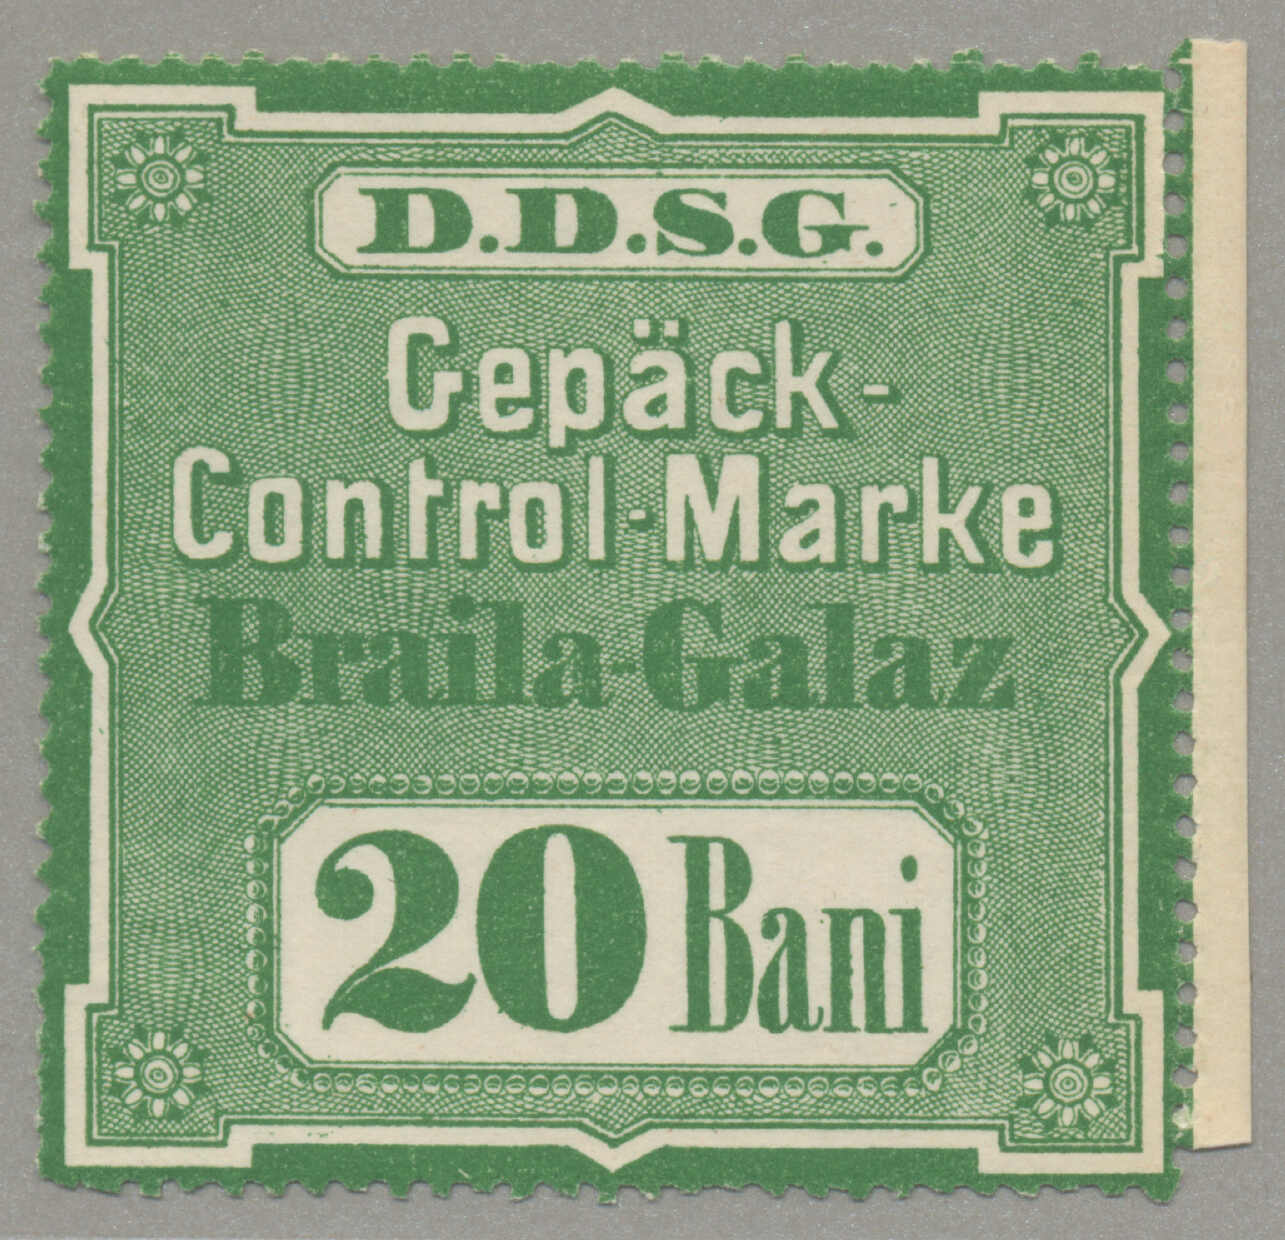 D.D.S.G.
Gepäck-
Control-Marke
Braila-Galaz
20 Bani